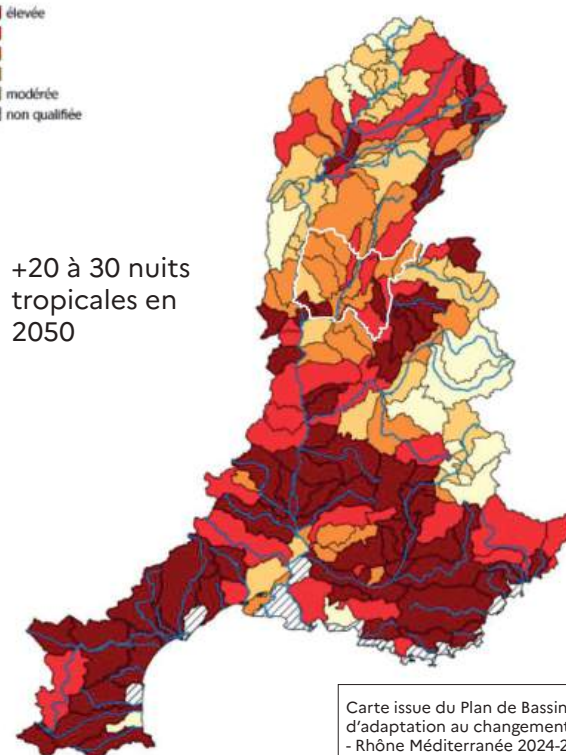 élevée
modérée
non qualifiée
+20 à 30 nuits
tropicales en
2050
Carte issue du Plan de Bassin
d'adaptation au changement
- Rhône Méditerranée 2024-2